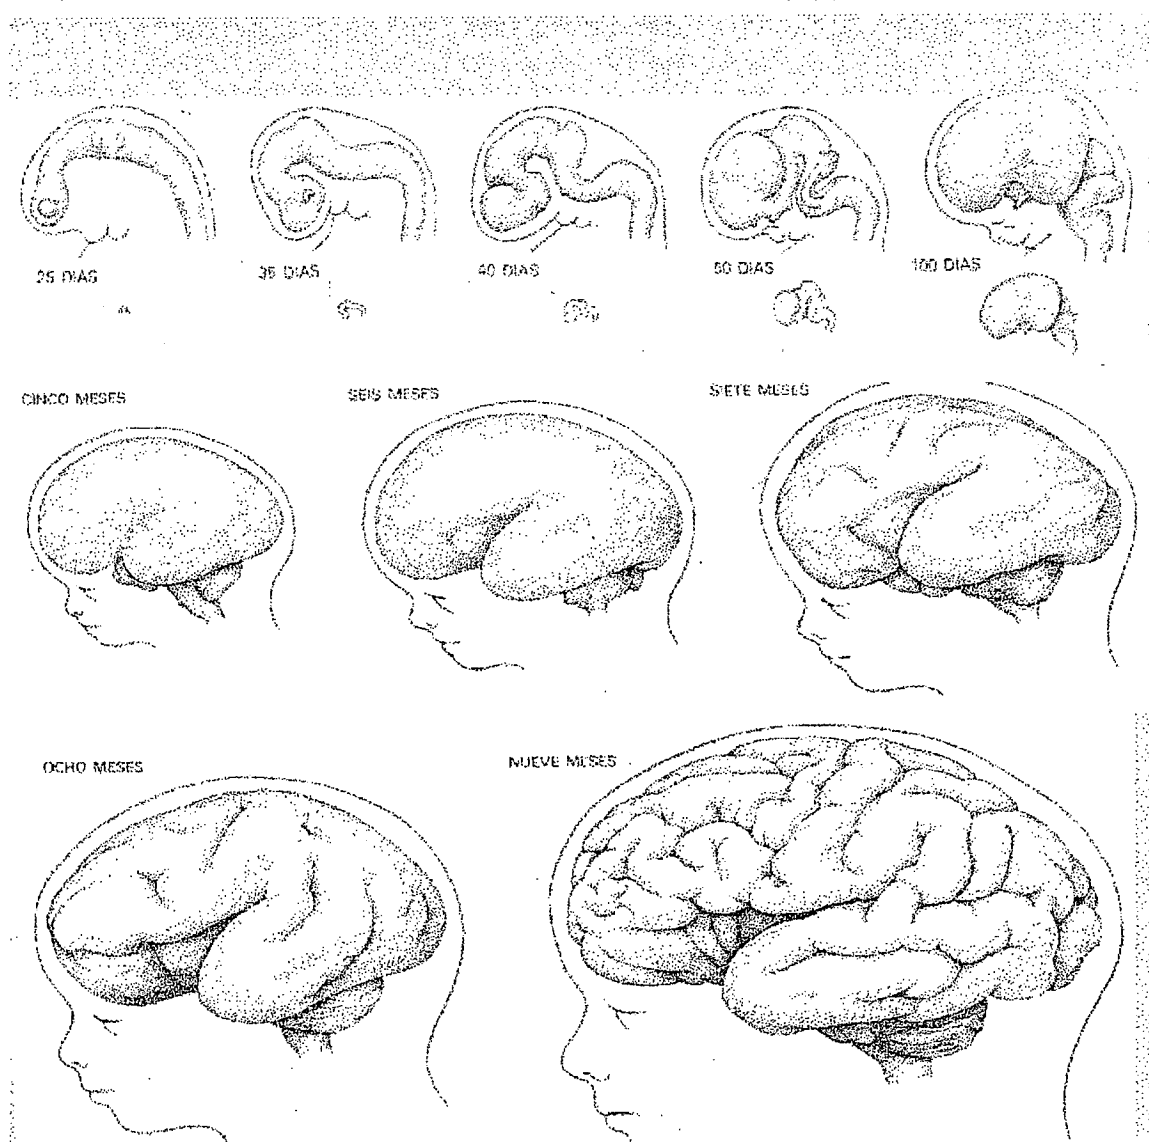 25 DIAS
35 DIAS
40 DIAS
50 DIAS
100 DIAS
CINCO MESES
SEIS MESES
SIETE MESES
OCHO MESES
NUEVE MESES